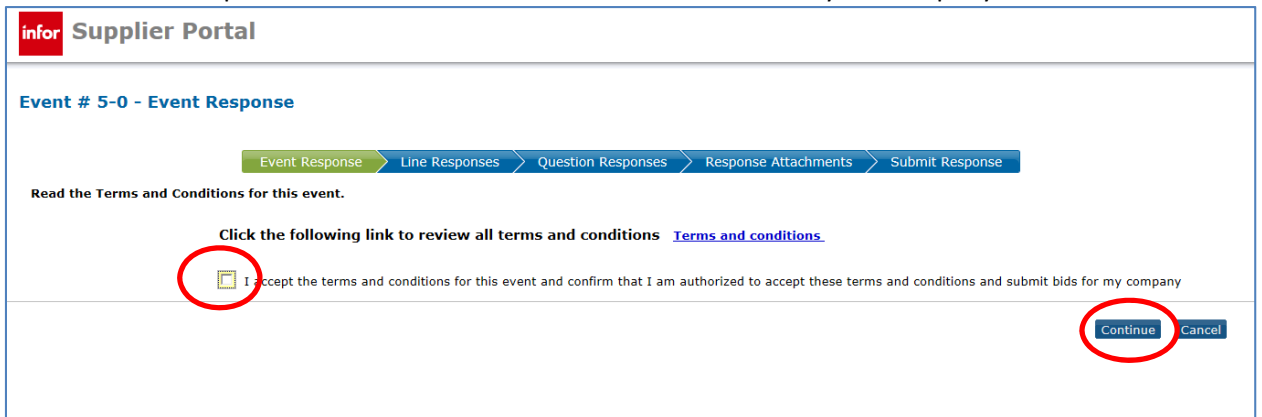 infor Supplier Portal
Event # 5-0 - Event Response
Event Response Line Responses Question Responses Response Attachments Submit Response
Read the Terms and Conditions for this event.
Click the following link to review all terms and conditions Terms and conditions
I accept the terms and conditions for this event and confirm that I am authorized to accept these terms and conditions and submit bids for my company
Continue Cancel